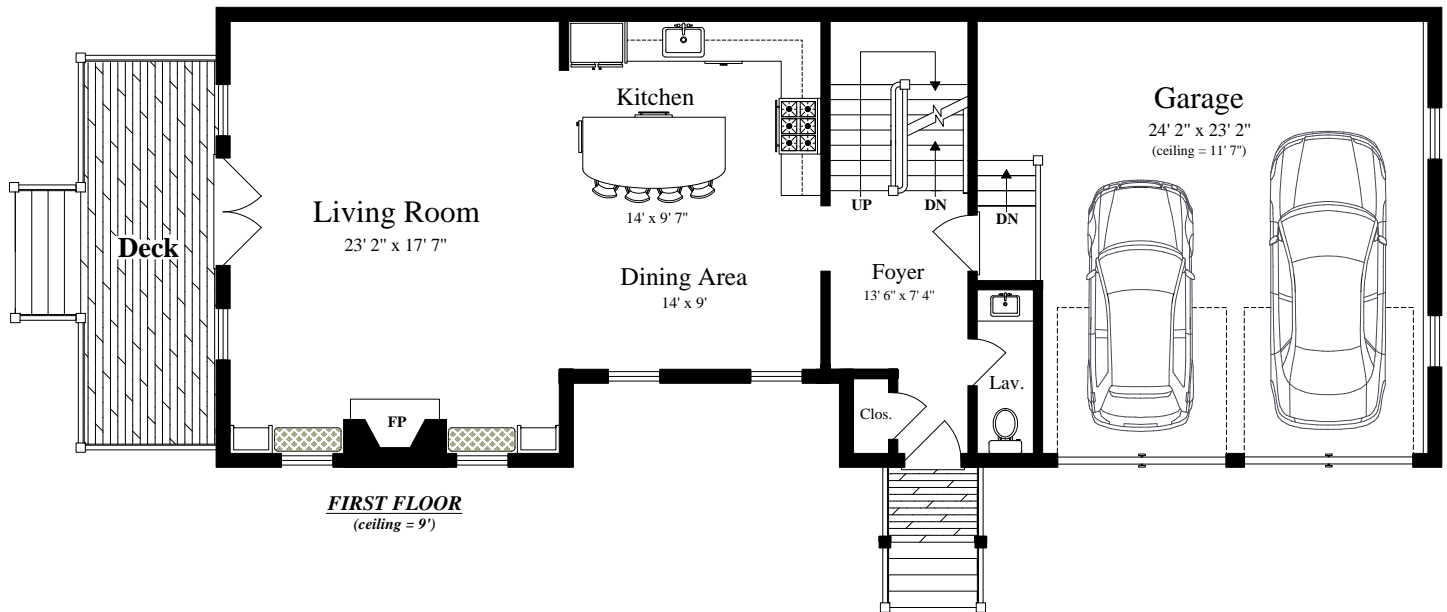 Kitchen
14' x 9' 7"
Living Room
23' 2" x 17' 7"
Deck
Dining Area
14' x 9'
UP
DN
DN
Foyer
13' 6" x 7' 4"
Garage
24' 2" x 23' 2"
(ceiling = 11' 7")
Lav.
Clos.
FP
FIRST FLOOR
(ceiling = 9')